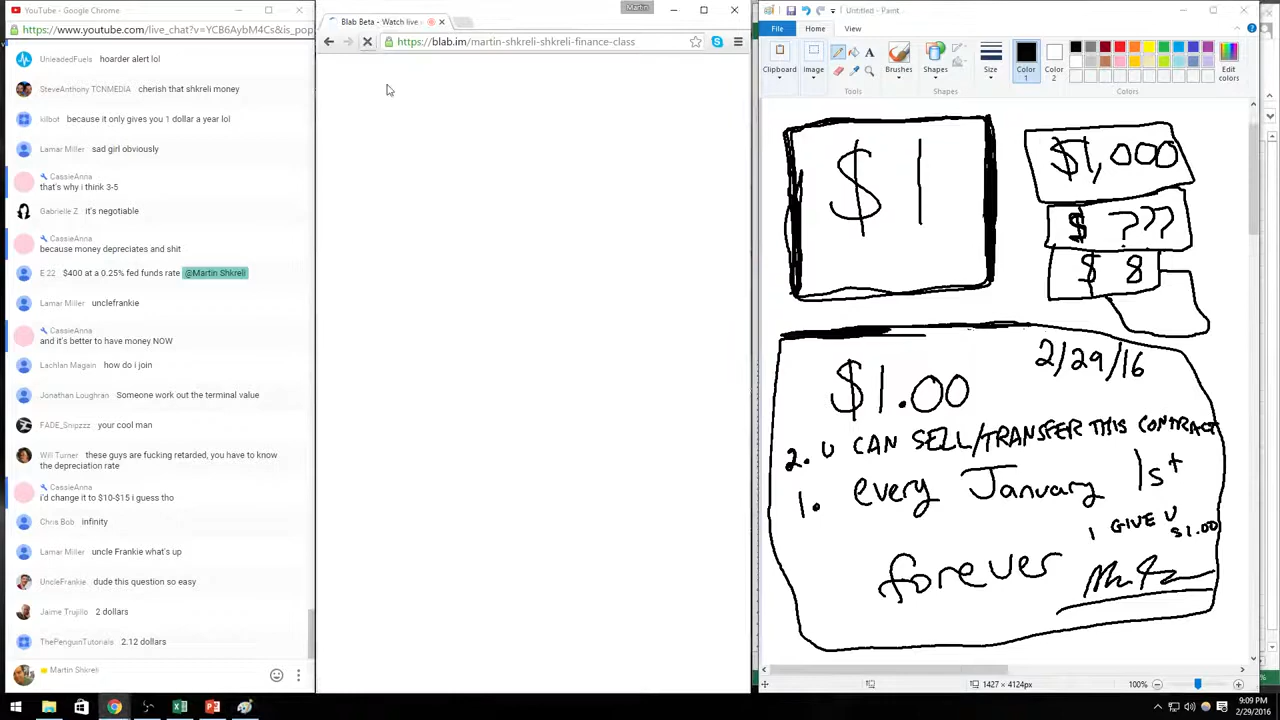 YouTube - Google Chrome
https://www.youtube.com/live_chat?v=YCB6AybM4Cs&is_pop
UnleadedFuels hoarder alert lol
SteveAnthony TCNMEDIA cherish that shkreli money
kilbot because it only gives you 1 dollar a year lol
Lamar Miller sad girl obviously
CassieAnna
that's why i think 3-5
Gabrielle Z it's negotiable
CassieAnna
because money depreciates and shit
E 22 $400 at a 0.25% fed funds rate @Martin Shkreli
Lamar Miller unclefrankie
CassieAnna
and it's better to have money NOW
Lachlan Magain how do i join
Jonathan Loughran Someone work out the terminal value
FADE_Snipzzz your cool man
Will Turner these guys are fucking retarded, you have to know
the depreciation rate
CassieAnna
i'd change it to $10-$15 i guess tho
Chris Bob infinity
Lamar Miller uncle Frankie what's up
UncleFrankie dude this question so easy
Jaime Trujillo 2 dollars
ThePenguinTutorials 2.12 dollars
Martin Shkreli
Martin
Blab Beta - Watch live
https://blab.im/martin-shkreli-shkreli-finance-class
Untitled - Paint
File Home View
Clipboard
Image
Tools
Brushes
Shapes
Shapes
Size
Color
1
Color
2
Edit
colors
Colors
$ 1
$1,000
$ ???
$ 8
2/29/16
$1.00
2. U CAN SELL/TRANSFER THIS CONTRACT
1. every January 1st
I GIVE U
$1.00
forever
1427 × 4124px
100%
9:09 PM
2/29/2016